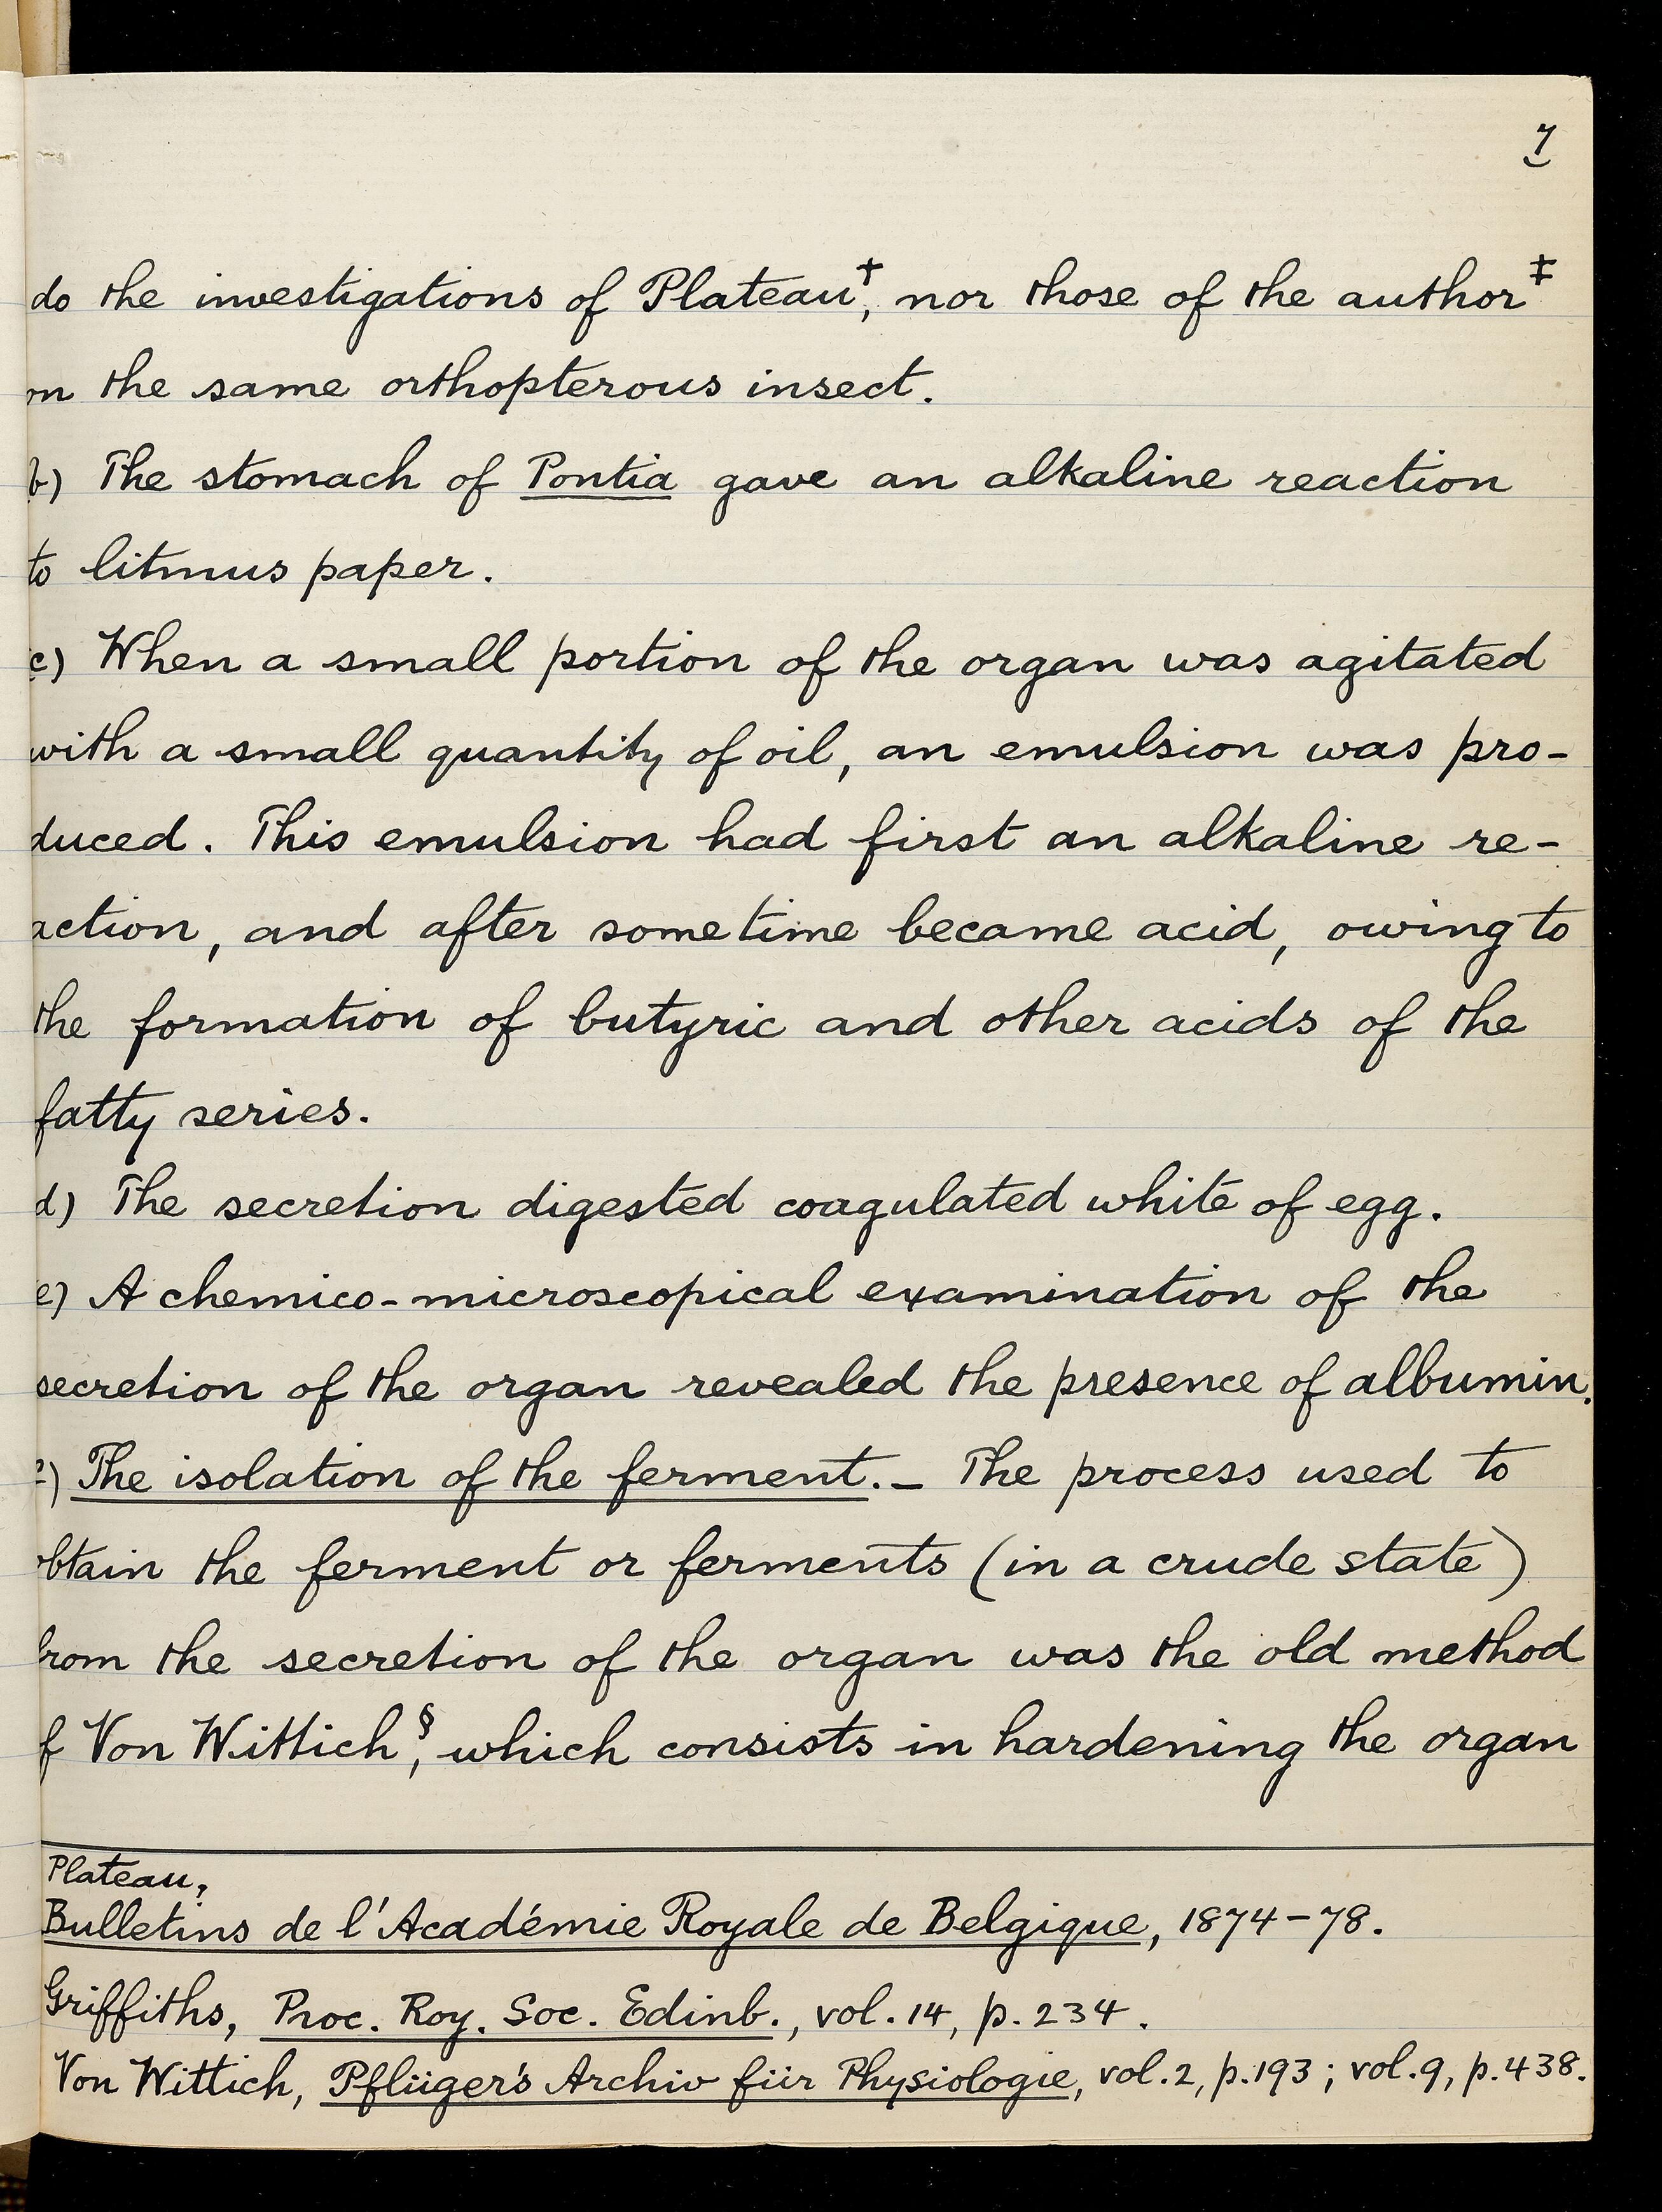 7
do the investigations of Plateau†, nor those of the author‡
on the same orthopterous insect.
b) The stomach of Pontia gave an alkaline reaction
to litmus paper.
c) When a small portion of the organ was agitated
with a small quantity of oil, an emulsion was pro-
duced. This emulsion had first an alkaline re-
action, and after sometime became acid, owing to
the formation of butyric and other acids of the
fatty series.
d) The secretion digested coagulated white of egg.
e) A chemico-microscopical examination of the
secretion of the organ revealed the presence of albumin.
) The isolation of the ferment.— The process used to
obtain the ferment or ferments (in a crude state)
from the secretion of the organ was the old method
f Von Wittich§, which consists in hardening the organ
Plateau,
Bulletins de l'Académie Royale de Belgique, 1874-78.
Griffiths, Proc. Roy. Soc. Edinb., vol. 14, p. 234.
Von Wittich, Pflüger's Archiv für Physiologie, vol. 2, p. 193; vol. 9, p. 438.